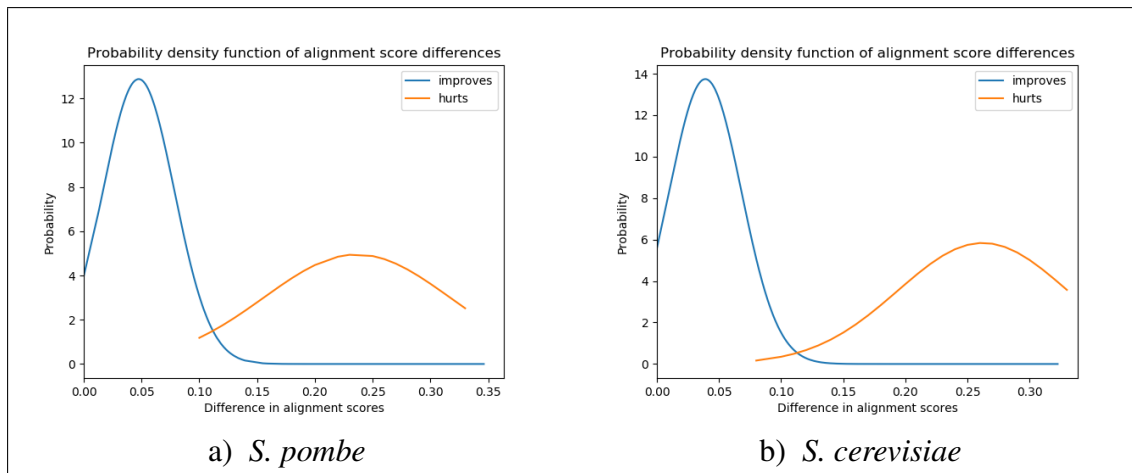 Probability density function of alignment score differences
improves
hurts
12
10
8
6
4
2
0
Probability
0.00 0.05 0.10 0.15 0.20 0.25 0.30 0.35
Difference in alignment scores
a) S. pombe
Probability density function of alignment score differences
improves
hurts
14
12
10
8
6
4
2
0
Probability
0.00 0.05 0.10 0.15 0.20 0.25 0.30
Difference in alignment scores
b) S. cerevisiae